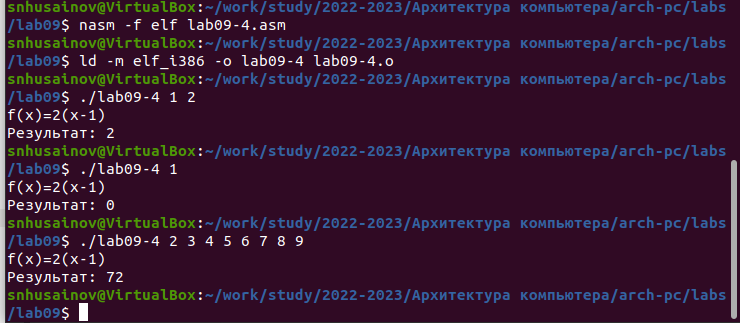 snhusainov@VirtualBox:~/work/study/2022-2023/Архитектура компьютера/arch-pc/labs
/lab09$ nasm -f elf lab09-4.asm
snhusainov@VirtualBox:~/work/study/2022-2023/Архитектура компьютера/arch-pc/labs
/lab09$ ld -m elf_i386 -o lab09-4 lab09-4.o
snhusainov@VirtualBox:~/work/study/2022-2023/Архитектура компьютера/arch-pc/labs
/lab09$ ./lab09-4 1 2
f(x)=2(x-1)
Результат: 2
snhusainov@VirtualBox:~/work/study/2022-2023/Архитектура компьютера/arch-pc/labs
/lab09$ ./lab09-4 1
f(x)=2(x-1)
Результат: 0
snhusainov@VirtualBox:~/work/study/2022-2023/Архитектура компьютера/arch-pc/labs
/lab09$ ./lab09-4 2 3 4 5 6 7 8 9
f(x)=2(x-1)
Результат: 72
snhusainov@VirtualBox:~/work/study/2022-2023/Архитектура компьютера/arch-pc/labs
/lab09$